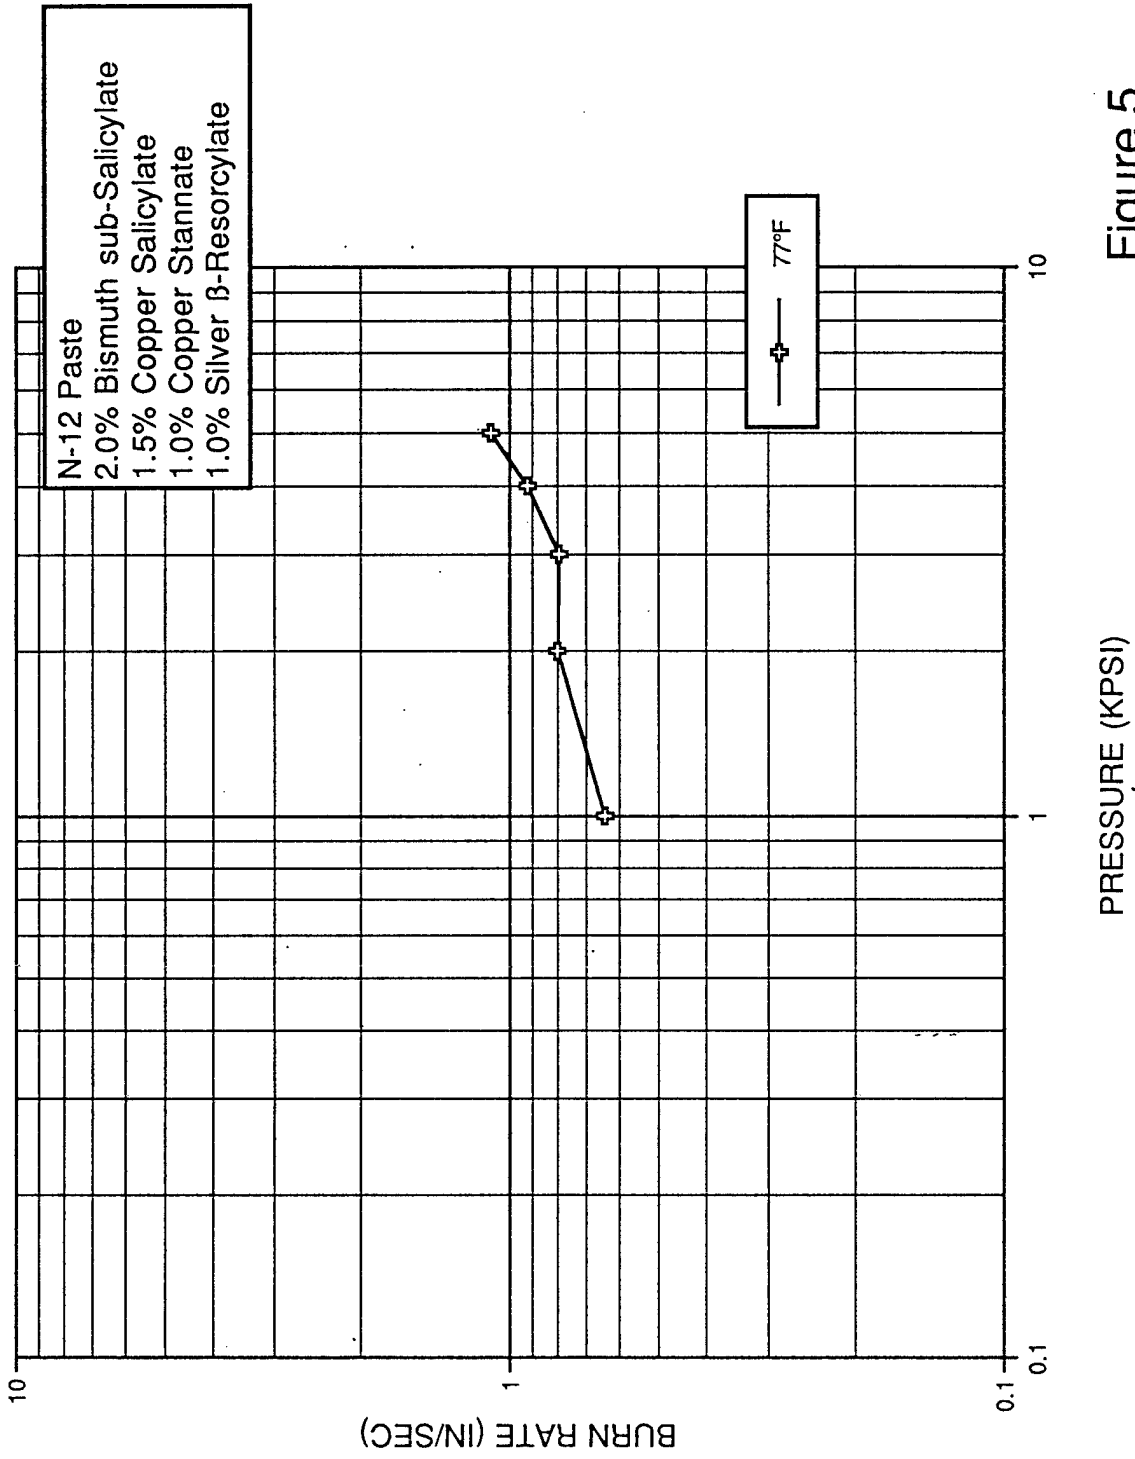 N-12 Paste
2.0% Bismuth sub-Salicylate
1.5% Copper Salicylate
1.0% Copper Stannate
1.0% Silver β-Resorcylate
10
1
0.1
BURN RATE (IN/SEC)
77°F
0.1
1
10
PRESSURE (KPSI)
Figure 5